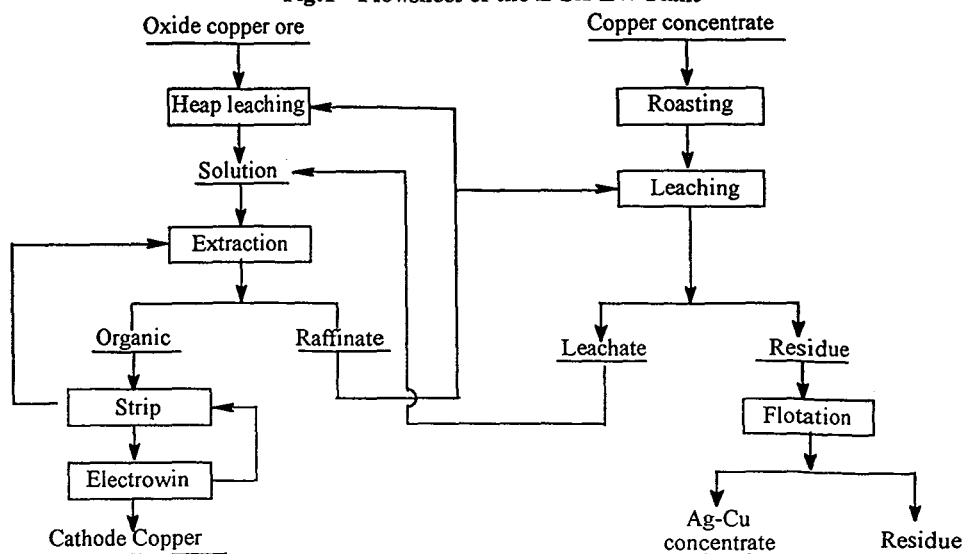 Oxide copper ore
Heap leaching
Solution
Extraction
Organic
Raffinate
Strip
Electrowin
Cathode Copper
Copper concentrate
Roasting
Leaching
Leachate
Residue
Flotation
Ag-Cu
concentrate
Residue